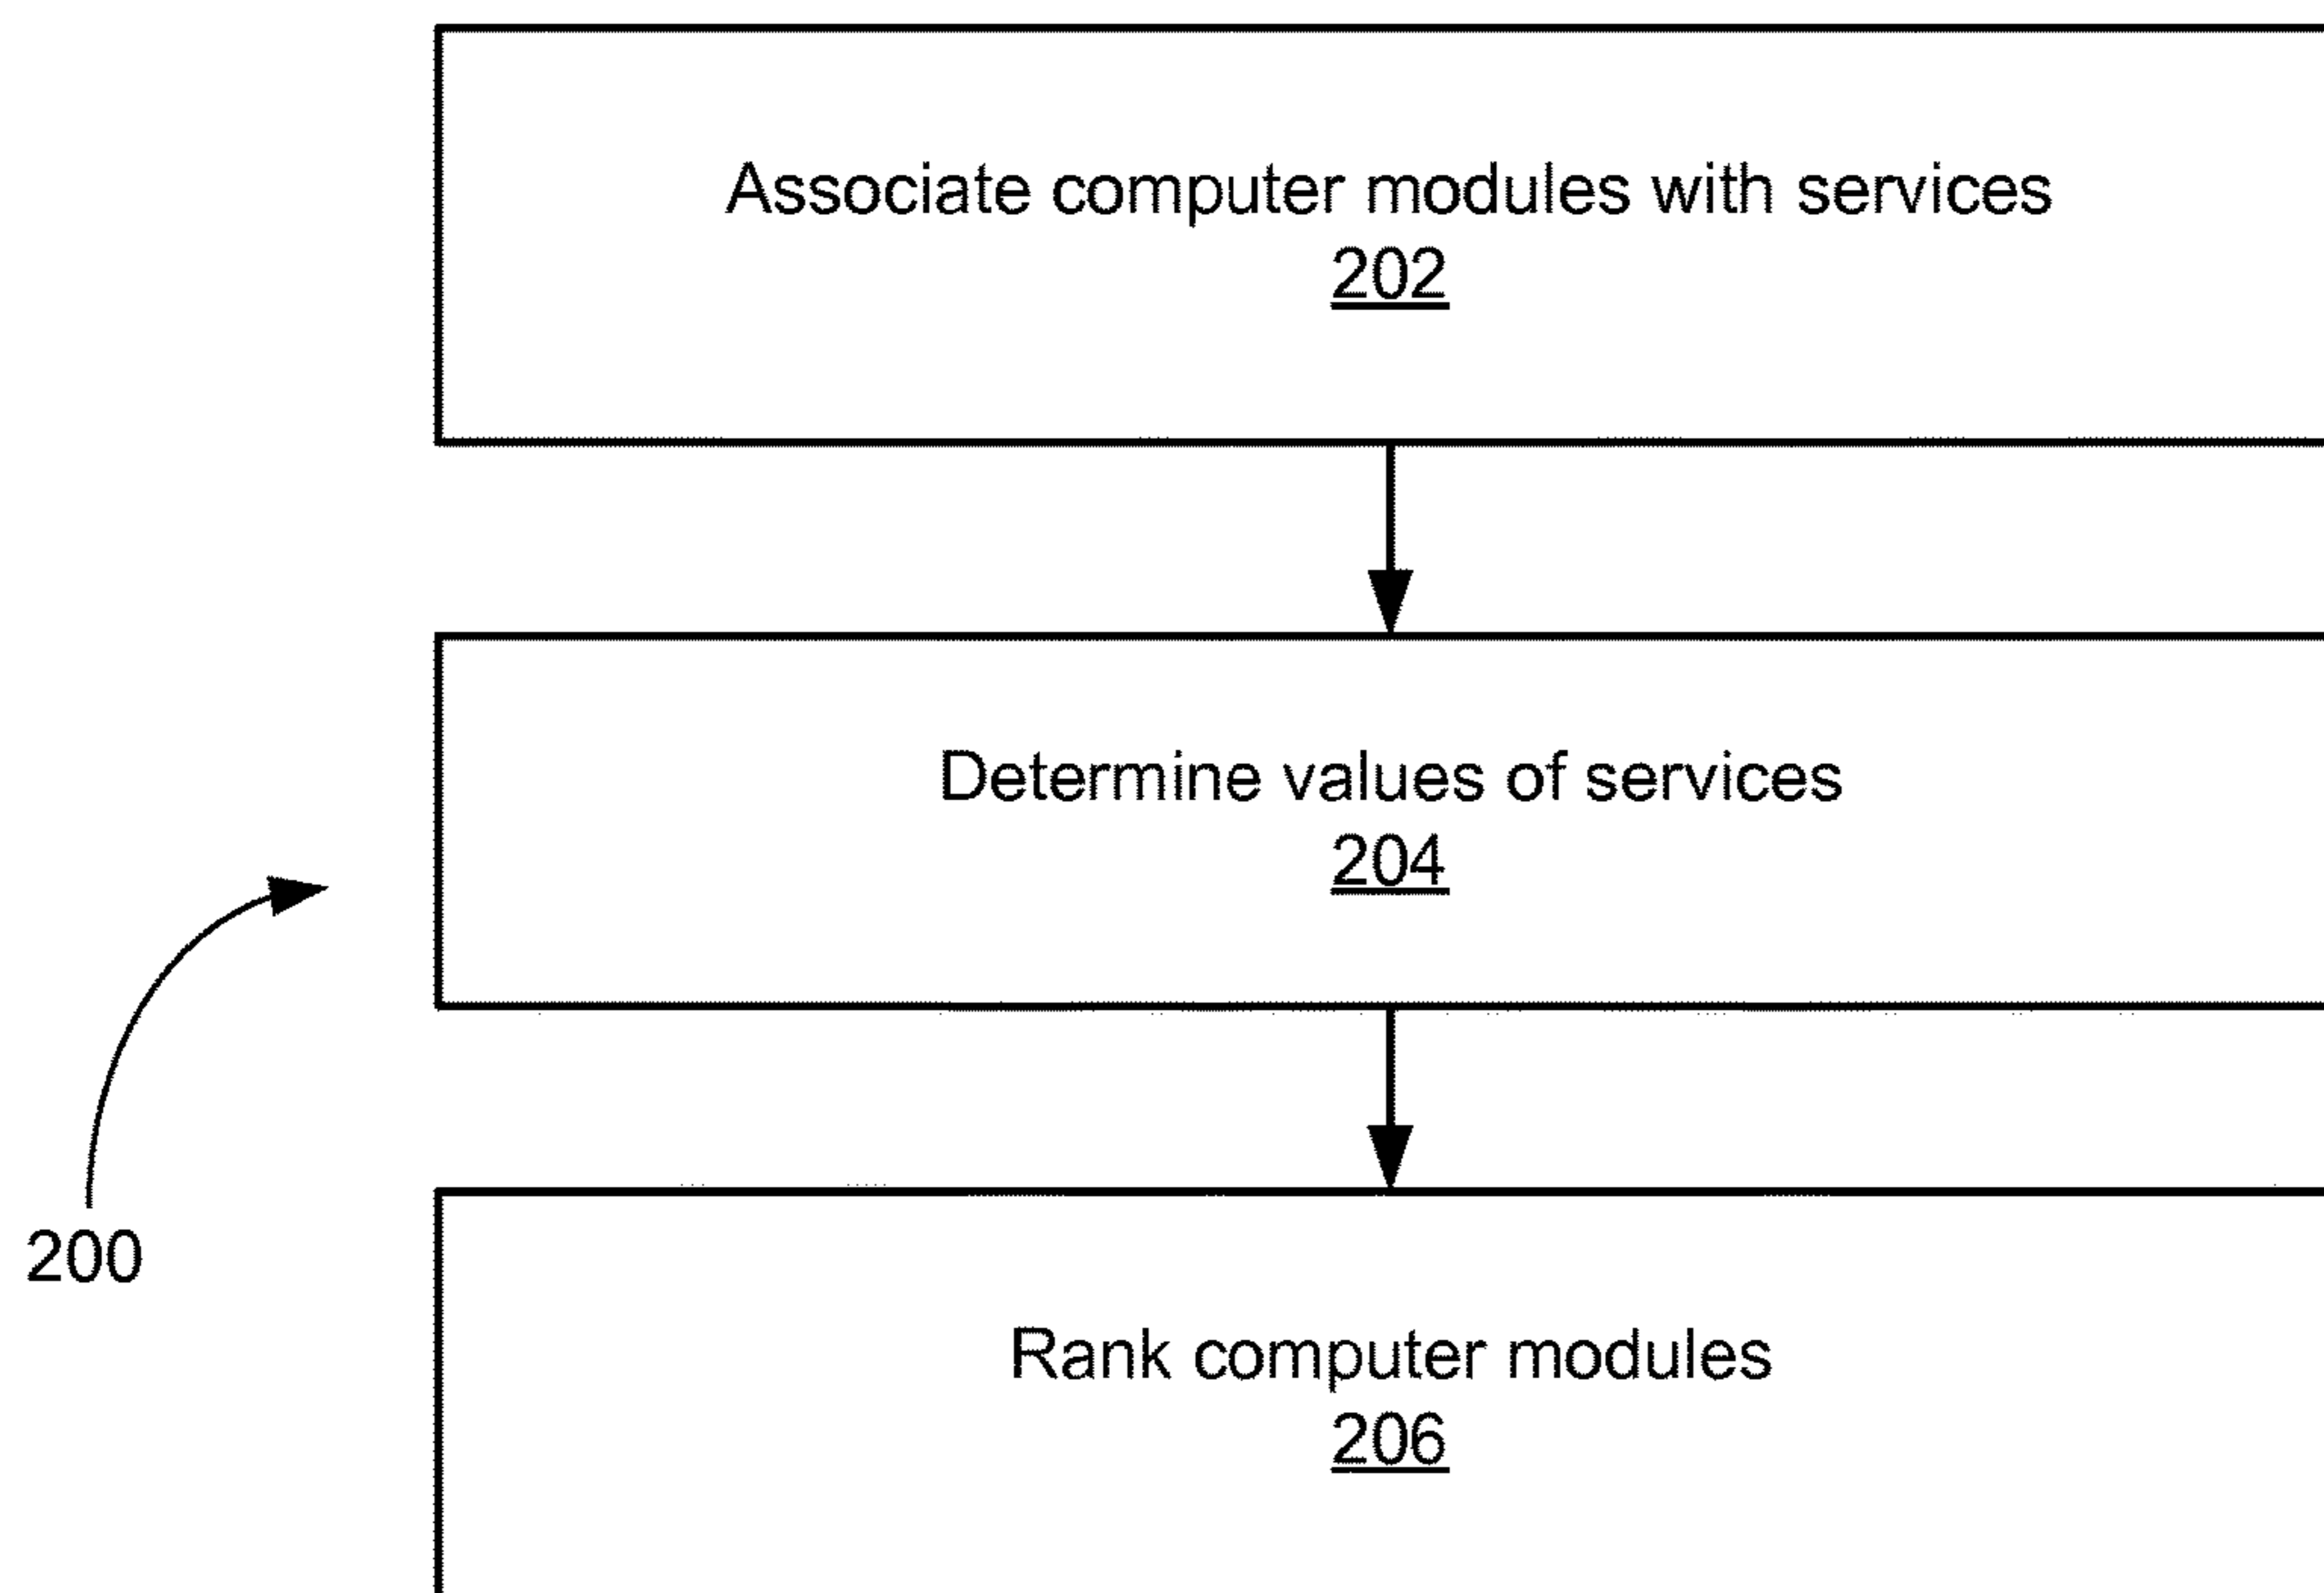 Associate computer modules with services
202
Determine values of services
204
200
Rank computer modules
206